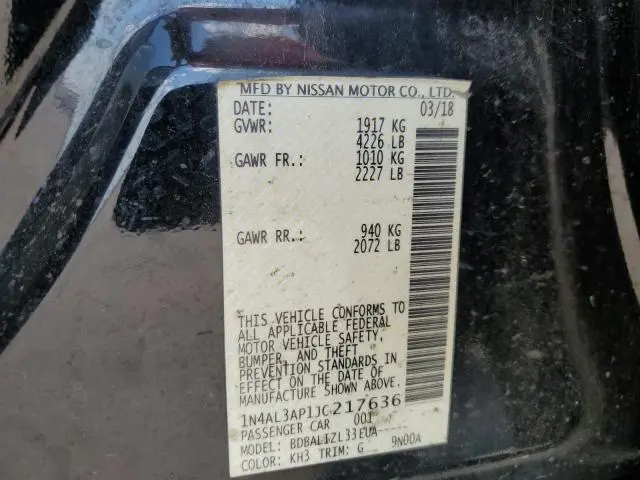 MFD BY NISSAN MOTOR CO., LTD.
DATE: 03/18
GVWR: 1917 KG
4226 LB
GAWR FR.: 1010 KG
2227 LB
GAWR RR.: 940 KG
2072 LB
THIS VEHICLE CONFORMS TO
ALL APPLICABLE FEDERAL
MOTOR VEHICLE SAFETY,
BUMPER, AND THEFT
PREVENTION STANDARDS IN
EFFECT ON THE DATE OF
MANUFACTURE SHOWN ABOVE.
1N4AL3AP1JC217636
PASSENGER CAR 001
MODEL: BDBALIZL33EUA-----
COLOR: KH3 TRIM: G 9N00A